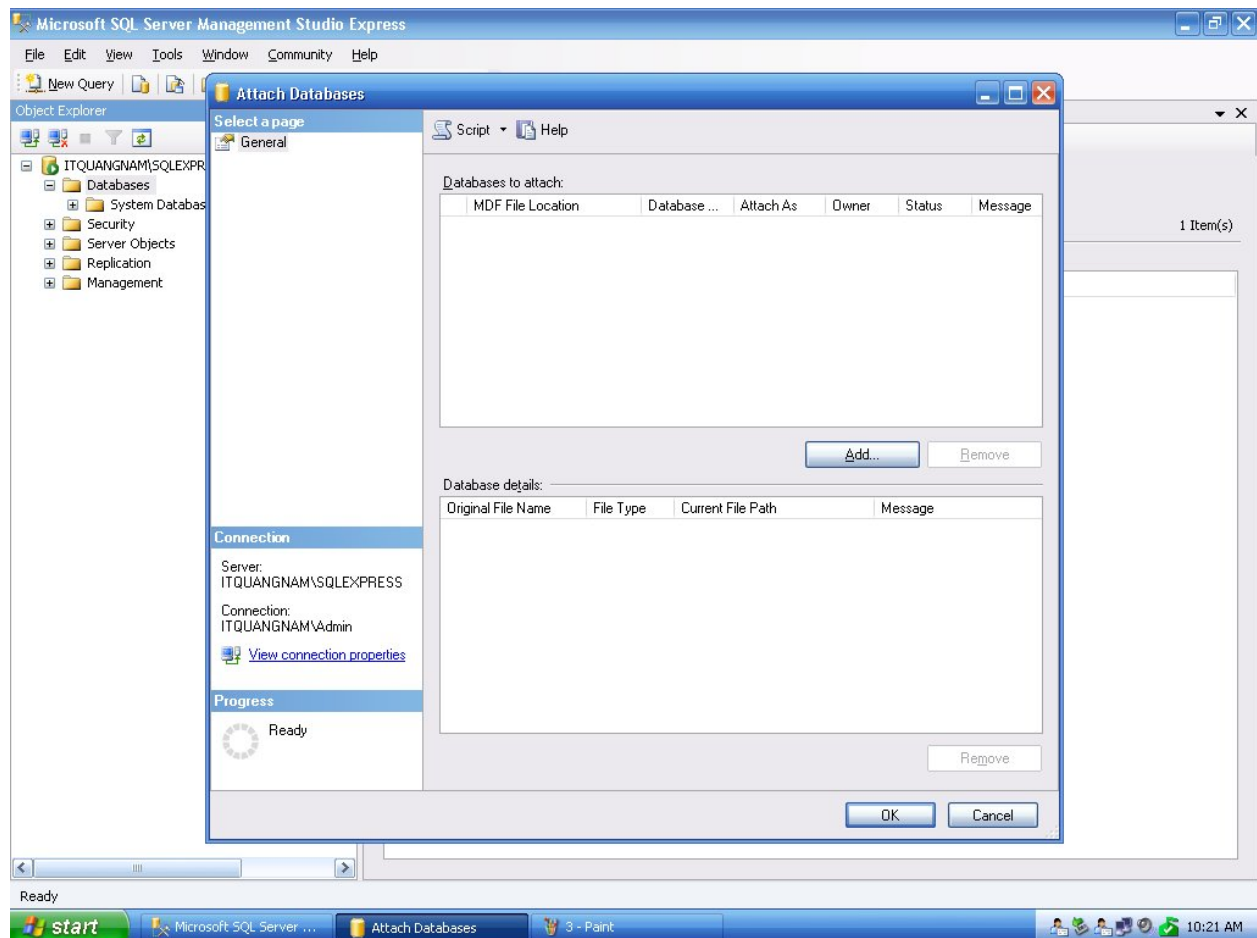 Microsoft SQL Server Management Studio Express
File Edit View Tools Window Community Help
New Query
Object Explorer
ITQUANGNAM\SQLEXPR
Databases
System Databas
Security
Server Objects
Replication
Management
1 Item(s)
Attach Databases
Select a page
General
Script Help
Databases to attach:
MDF File Location Database ... Attach As Owner Status Message
Add... Remove
Database details:
Original File Name File Type Current File Path Message
Connection
Server:
ITQUANGNAM\SQLEXPRESS
Connection:
ITQUANGNAM\Admin
View connection properties
Progress
Ready
Remove
OK Cancel
Ready
start Microsoft SQL Server ... Attach Databases 3 - Paint 10:21 AM